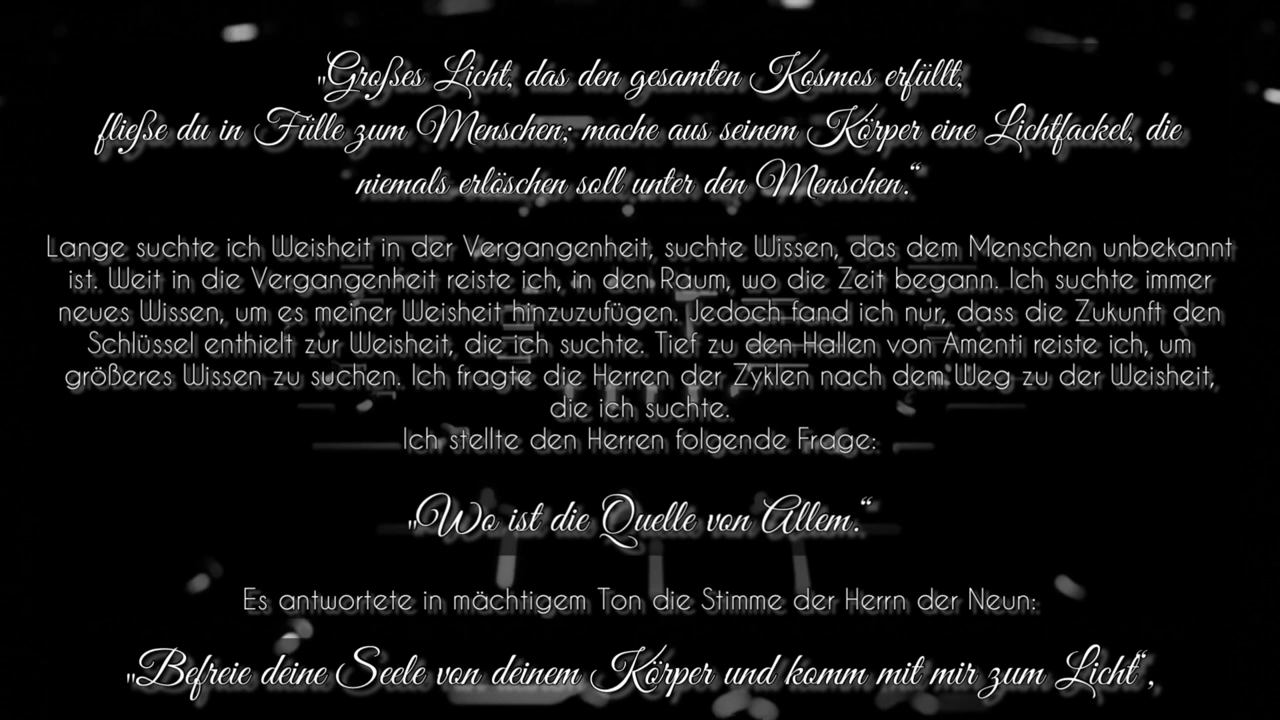 „Großes Licht, das den gesamten Kosmos erfüllt,
fließe du in Fülle zum Menschen; mache aus seinem Körper eine Lichtfackel, die
niemals erlöschen soll unter den Menschen.“
Lange suchte ich Weisheit in der Vergangenheit, suchte Wissen, das dem Menschen unbekannt
ist. Weit in die Vergangenheit reiste ich, in den Raum, wo die Zeit begann. Ich suchte immer
neues Wissen, um es meiner Weisheit hinzuzufügen. Jedoch fand ich nur, dass die Zukunft den
Schlüssel enthielt zur Weisheit, die ich suchte. Tief zu den Hallen von Amenti reiste ich, um
größeres Wissen zu suchen. Ich fragte die Herren der Zyklen nach dem Weg zu der Weisheit,
die ich suchte.
Ich stellte den Herren folgende Frage:
„Wo ist die Quelle von Allem.“
Es antwortete in mächtigem Ton die Stimme der Herrn der Neun:
„Befreie deine Seele von deinem Körper und komm mit mir zum Licht“,